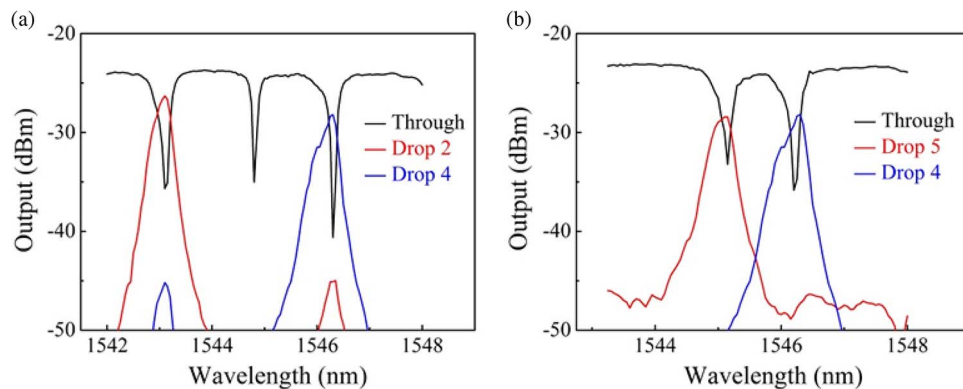 (a)
-20
-30
-40
-50
Output (dBm)
Through
Drop 2
Drop 4
1542
1544
1546
1548
Wavelength (nm)
(b)
-20
-30
-40
-50
Output (dBm)
Through
Drop 5
Drop 4
1544
1546
1548
Wavelength (nm)